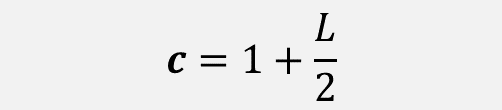 c = 1 + L/2